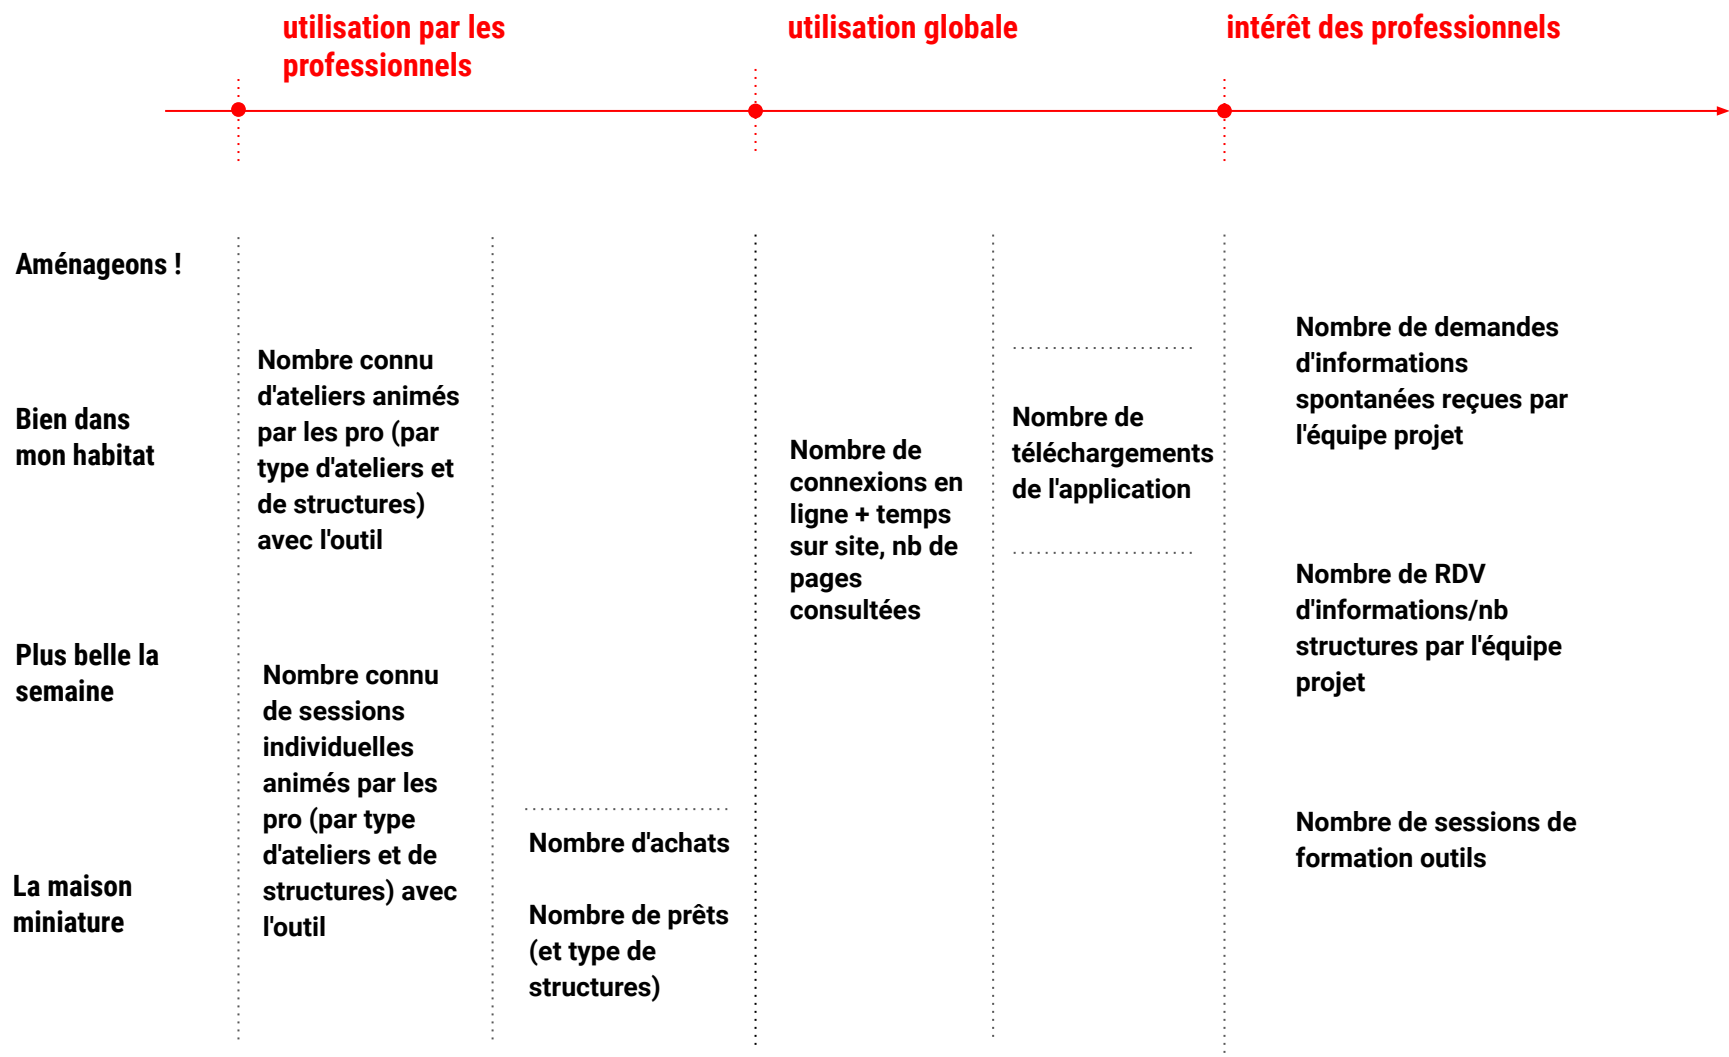 utilisation par les
professionnels
utilisation globale
intérêt des professionnels
Aménageons !
Bien dans
mon habitat
Plus belle la
semaine
La maison
miniature
Nombre connu
d'ateliers animés
par les pro (par
type d'ateliers et
de structures)
avec l'outil
Nombre connu
de sessions
individuelles
animés par les
pro (par type
d'ateliers et de
structures) avec
l'outil
Nombre d'achats
Nombre de prêts
(et type de
structures)
Nombre de
connexions en
ligne + temps
sur site, nb de
pages
consultées
Nombre de
téléchargements
de l'application
Nombre de demandes
d'informations
spontanées reçues par
l'équipe projet
Nombre de RDV
d'informations/nb
structures par l'équipe
projet
Nombre de sessions de
formation outils